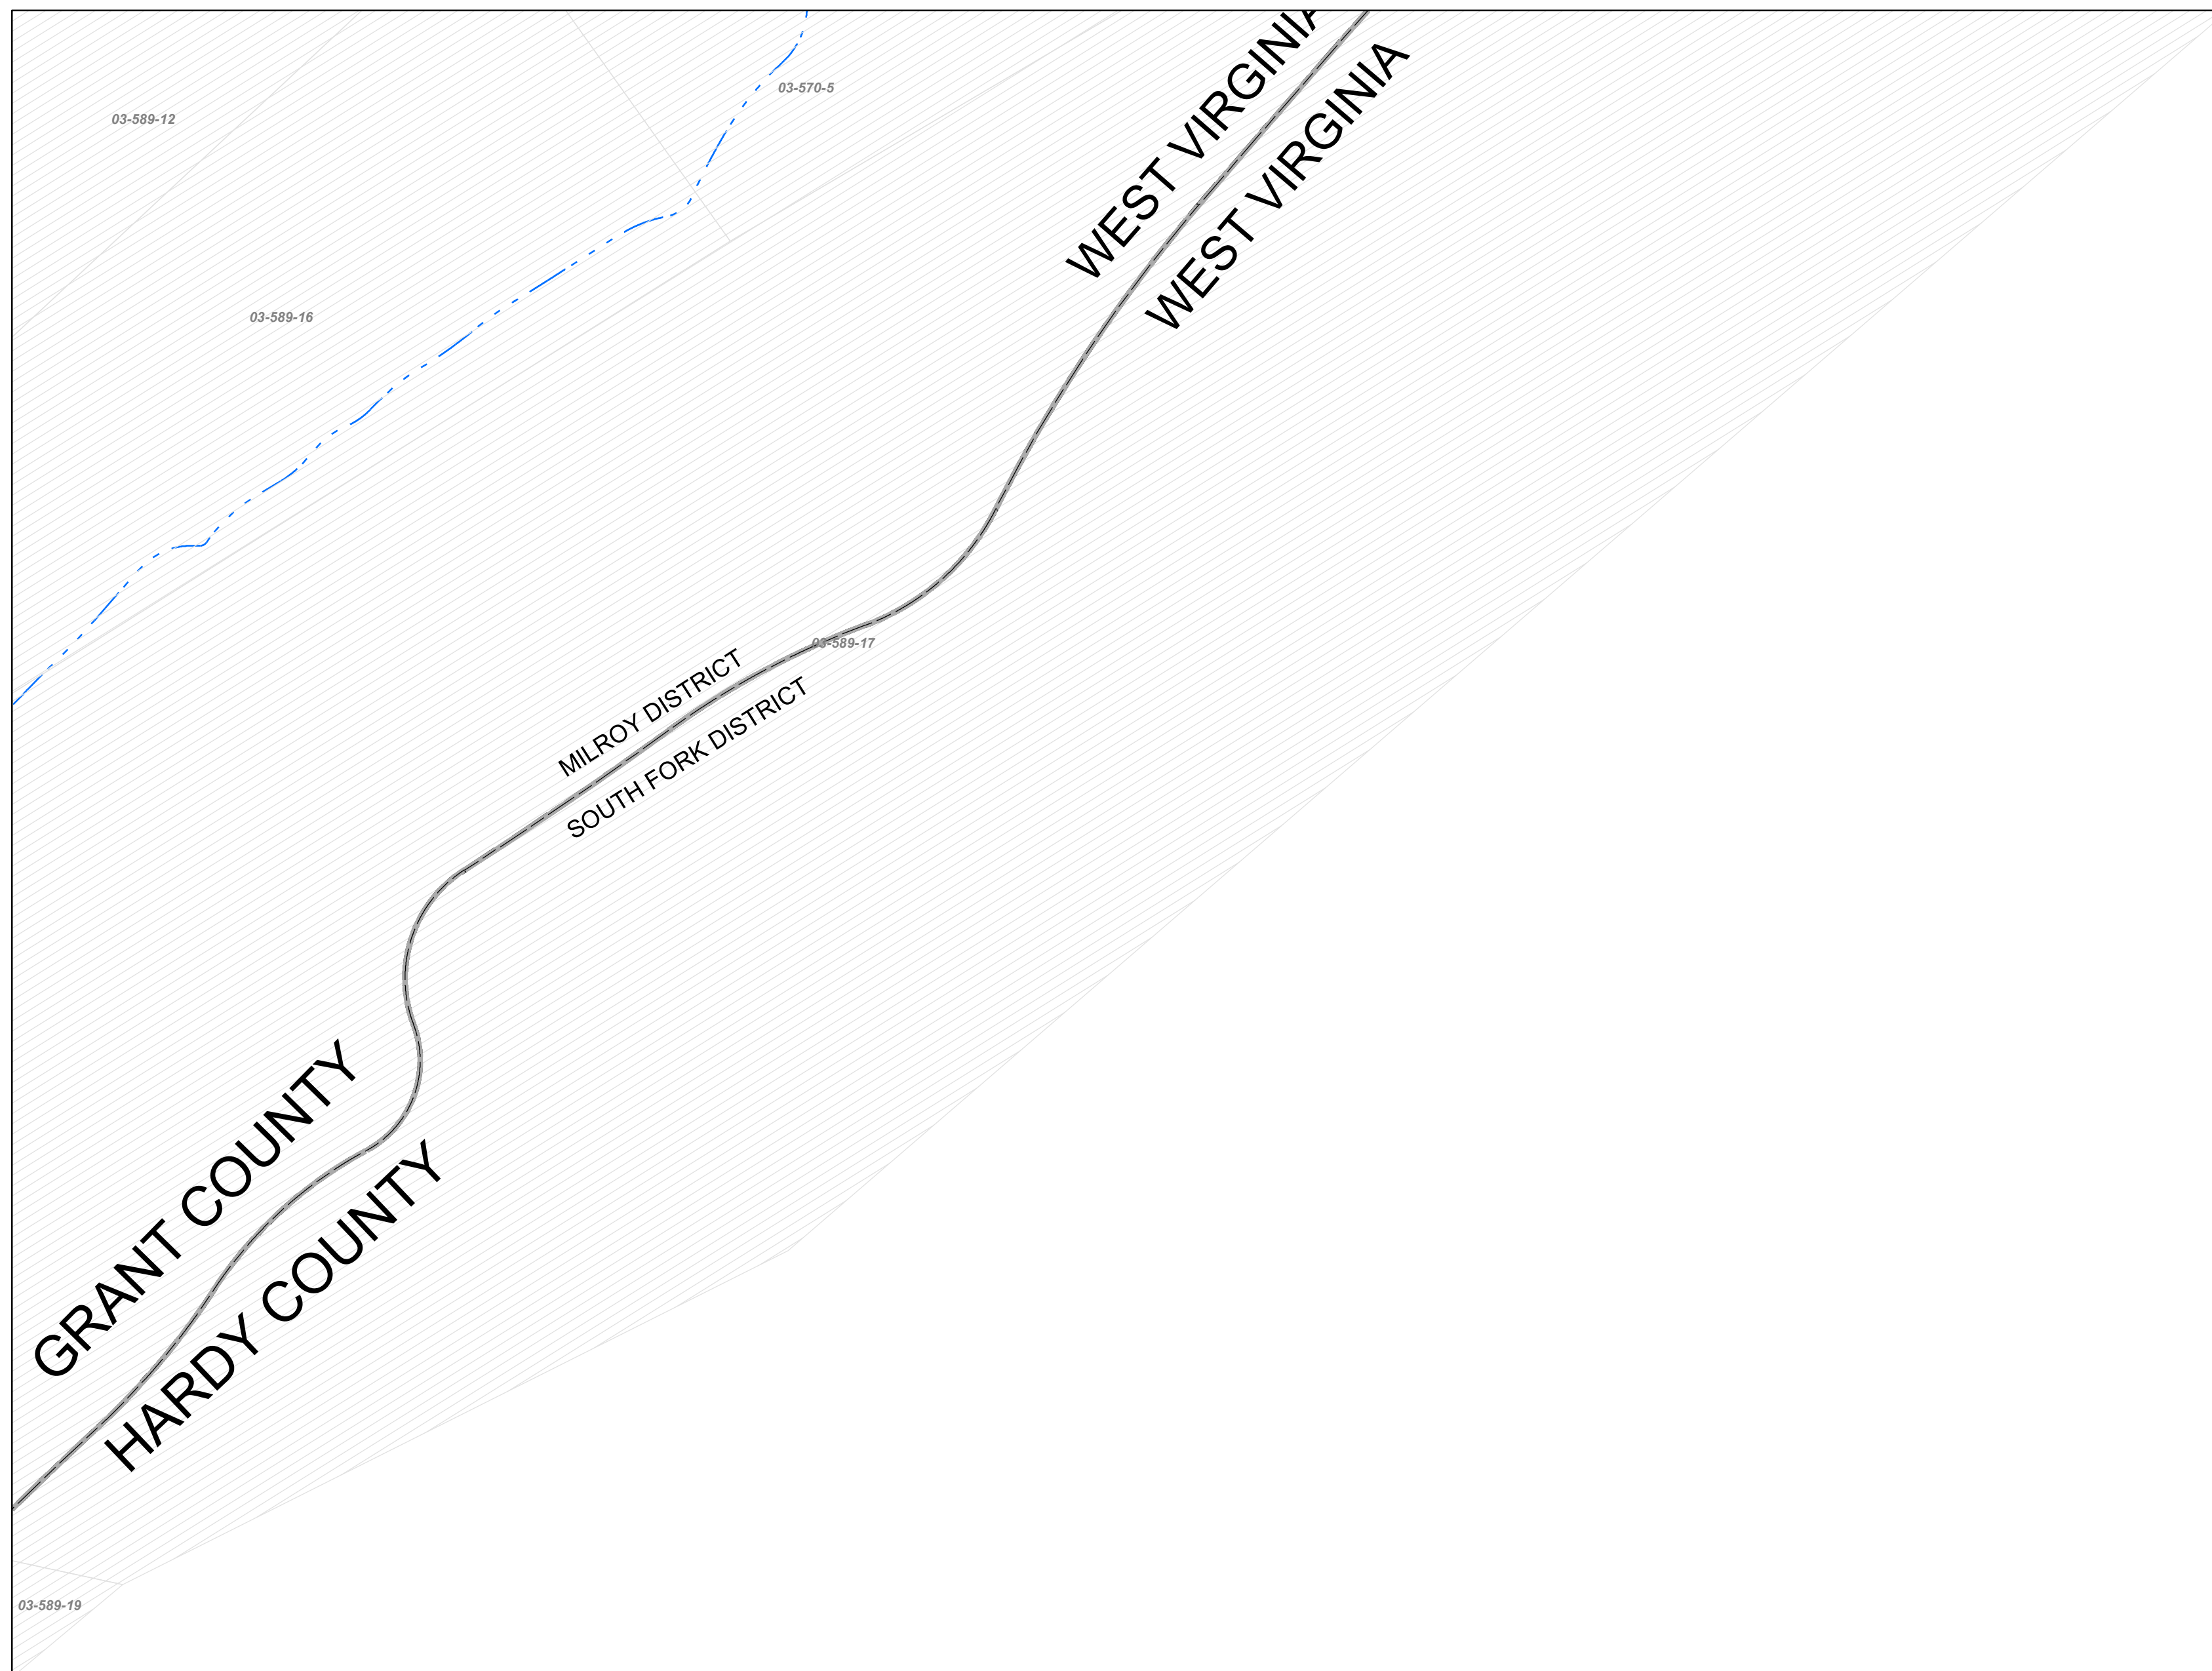 WEST VIRGINIA
WEST VIRGINIA
03-570-5
03-589-12
03-589-16
03-589-17
MILROY DISTRICT
SOUTH FORK DISTRICT
GRANT COUNTY
HARDY COUNTY
03-589-19